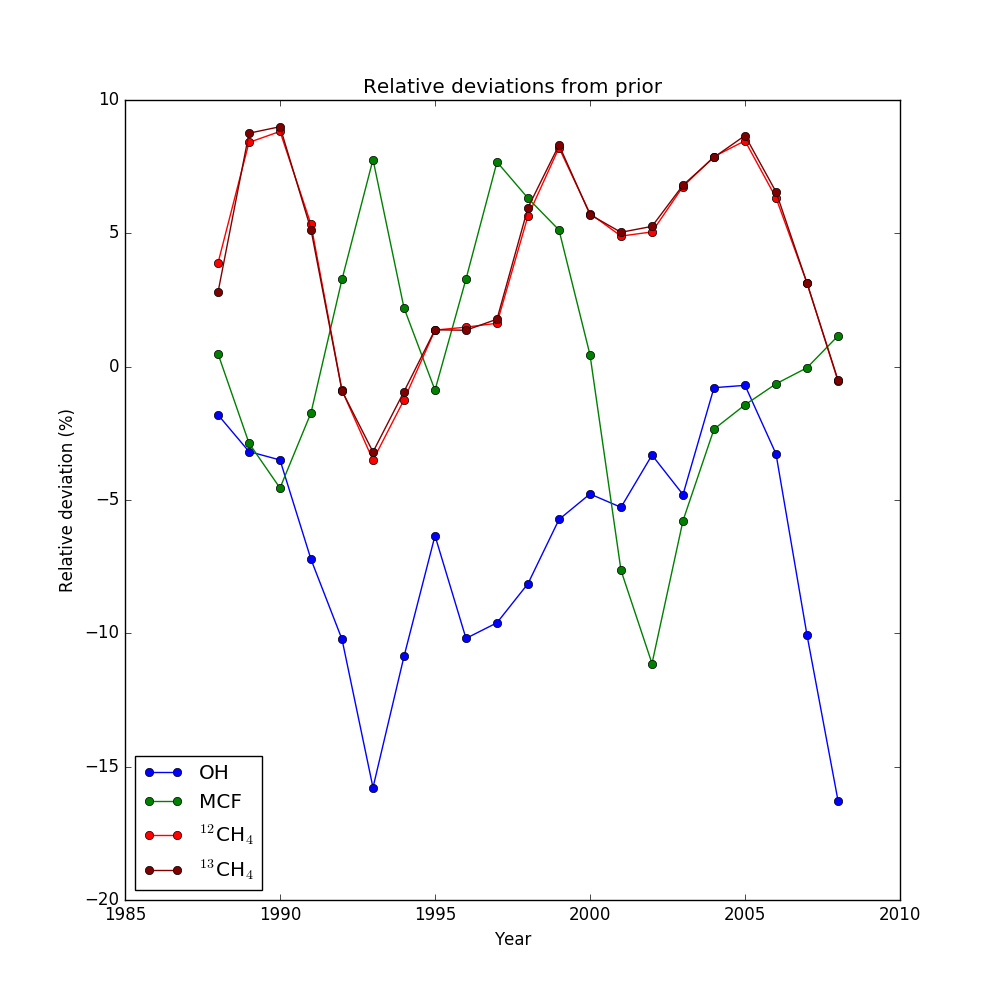 Relative deviations from prior
10
5
0
−5
−10
−15
−20
Relative deviation (%)
OH
MCF
¹²CH₄
¹³CH₄
1985 1990 1995 2000 2005 2010
Year